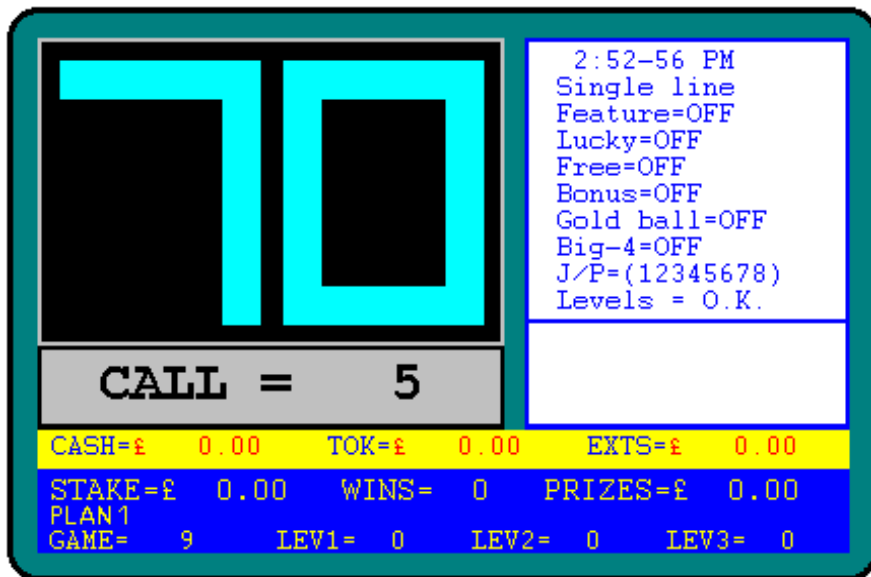 70
CALL = 5
2:52-56 PM
Single line
Feature=OFF
Lucky=OFF
Free=OFF
Bonus=OFF
Gold ball=OFF
Big-4=OFF
J/P=(12345678)
Levels = O.K.
CASH=£ 0.00 TOK=£ 0.00 EXTS=£ 0.00
STAKE=£ 0.00 WINS= 0 PRIZES=£ 0.00
PLAN1
GAME= 9 LEV1= 0 LEV2= 0 LEV3= 0